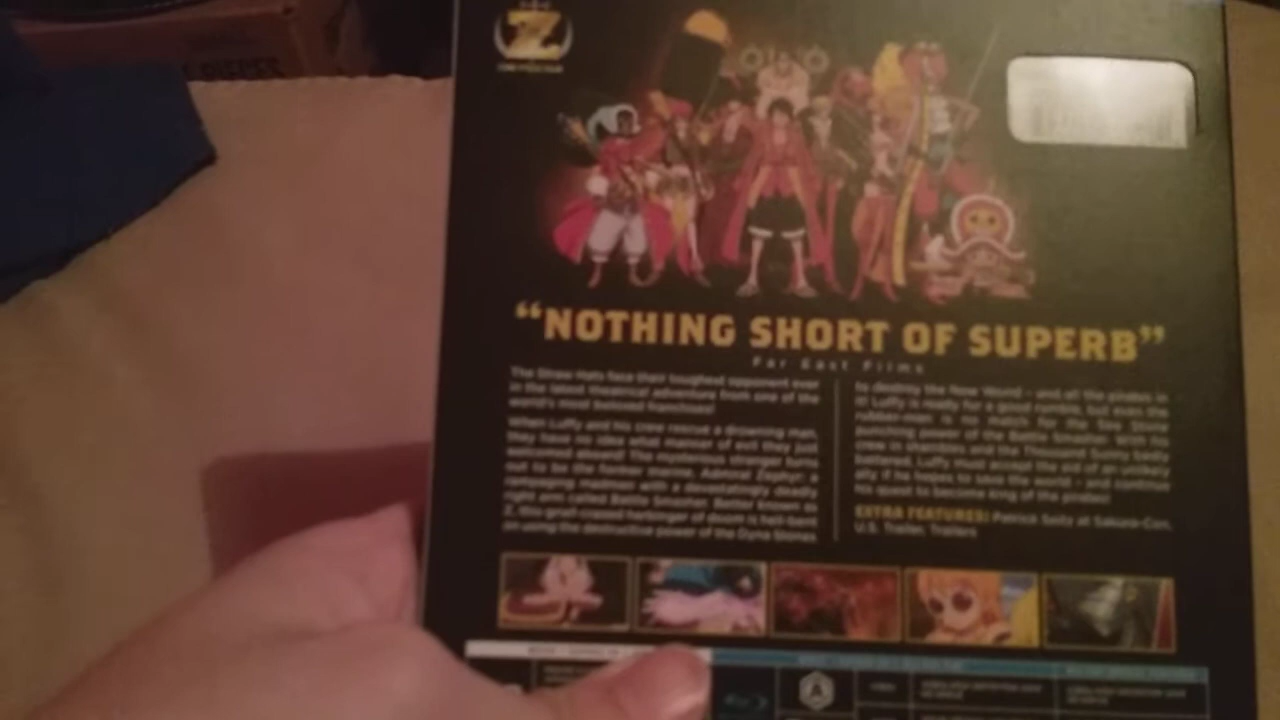 Z
"NOTHING SHORT OF SUPERB"
Far East Films
The Straw Hats face their toughest opponent ever
in the latest theatrical adventure from one of the
world's most beloved franchises!
When Luffy and his crew rescue a drowning man,
they have no idea what manner of evil they just
welcomed aboard! The mysterious stranger turns
out to be the former marine, Admiral Zephyr: a
rampaging madman with a devastatingly deadly
right arm called Battle Smasher. Better known as
Z, this gruel-coated harbinger of doom is hell-bent
on using the destructive power of the Dyna Stones
to destroy the New World – and all the pirates in
it! Luffy is ready for a good rumble, but even the
rubber-man is no match for the Sea Stone
punching power of the Battle Smasher. With his
crew in shambles and the Thousand Sunny badly
battered, Luffy must accept the aid of an unlikely
ally if he hopes to save the world – and continue
his quest to become king of the pirates!
EXTRA FEATURES: Patrick Seitz at Sakura-Con,
U.S. Trailer, Trailers
A